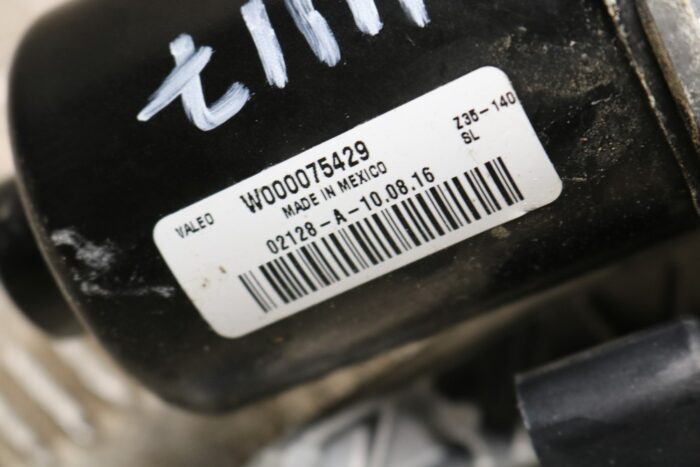 VALEO
W000075429
MADE IN MEXICO
02128-A-10.08.16
Z35-140
SL